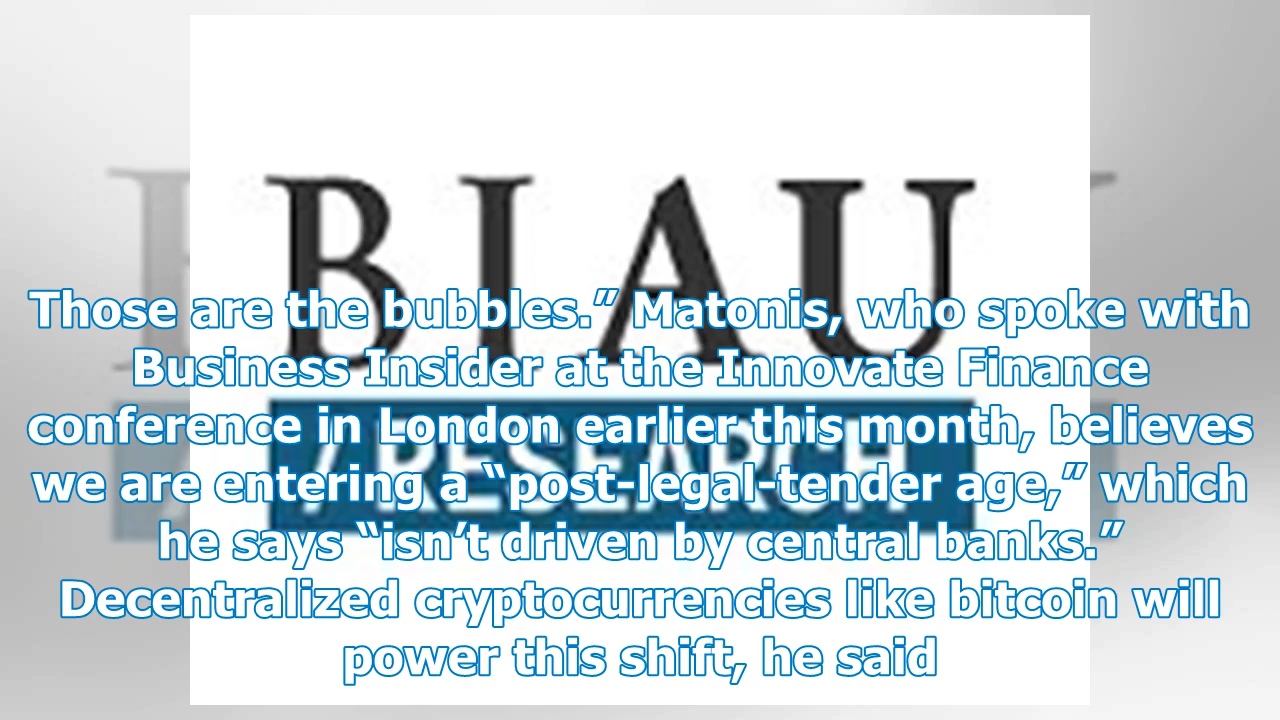 BIAU
/ RESEARCH
Those are the bubbles.” Matonis, who spoke with
Business Insider at the Innovate Finance
conference in London earlier this month, believes
we are entering a “post-legal-tender age,” which
he says “isn’t driven by central banks.”
Decentralized cryptocurrencies like bitcoin will
power this shift, he said